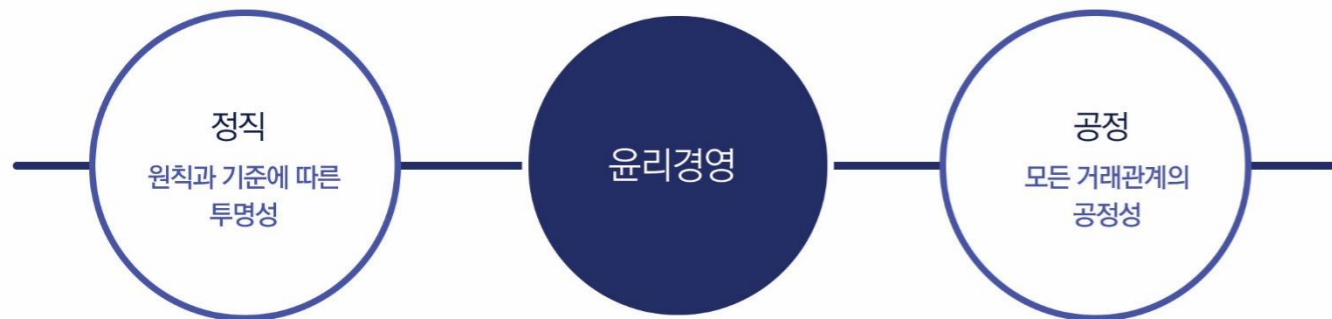 정직
원칙과 기준에 따른
투명성
윤리경영
공정
모든 거래관계의
공정성